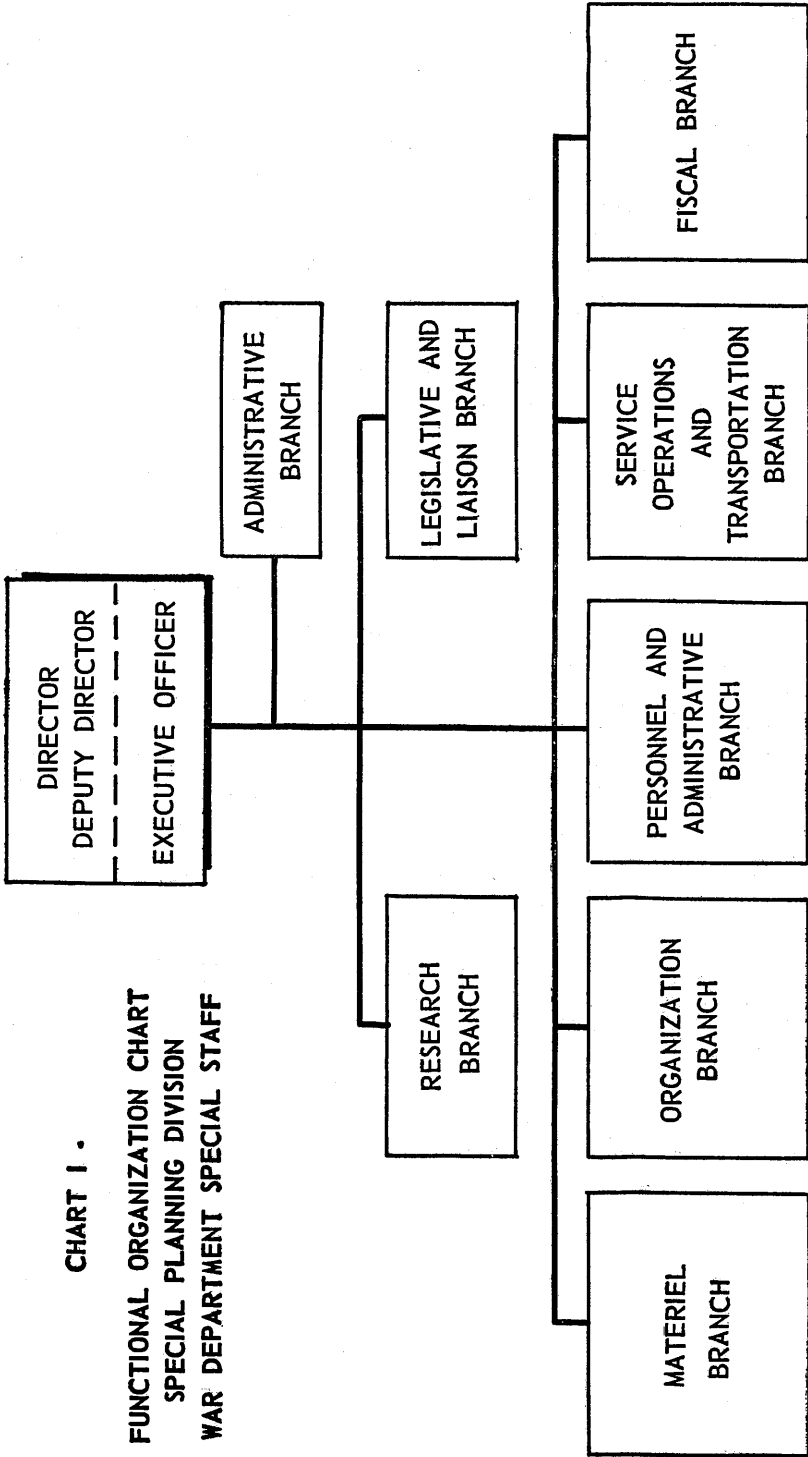 CHART I.
FUNCTIONAL ORGANIZATION CHART
SPECIAL PLANNING DIVISION
WAR DEPARTMENT SPECIAL STAFF
DIRECTOR
DEPUTY DIRECTOR
EXECUTIVE OFFICER
ADMINISTRATIVE
BRANCH
RESEARCH
BRANCH
LEGISLATIVE AND
LIAISON BRANCH
MATERIEL
BRANCH
ORGANIZATION
BRANCH
PERSONNEL AND
ADMINISTRATIVE
BRANCH
SERVICE
OPERATIONS
AND
TRANSPORTATION
BRANCH
FISCAL BRANCH